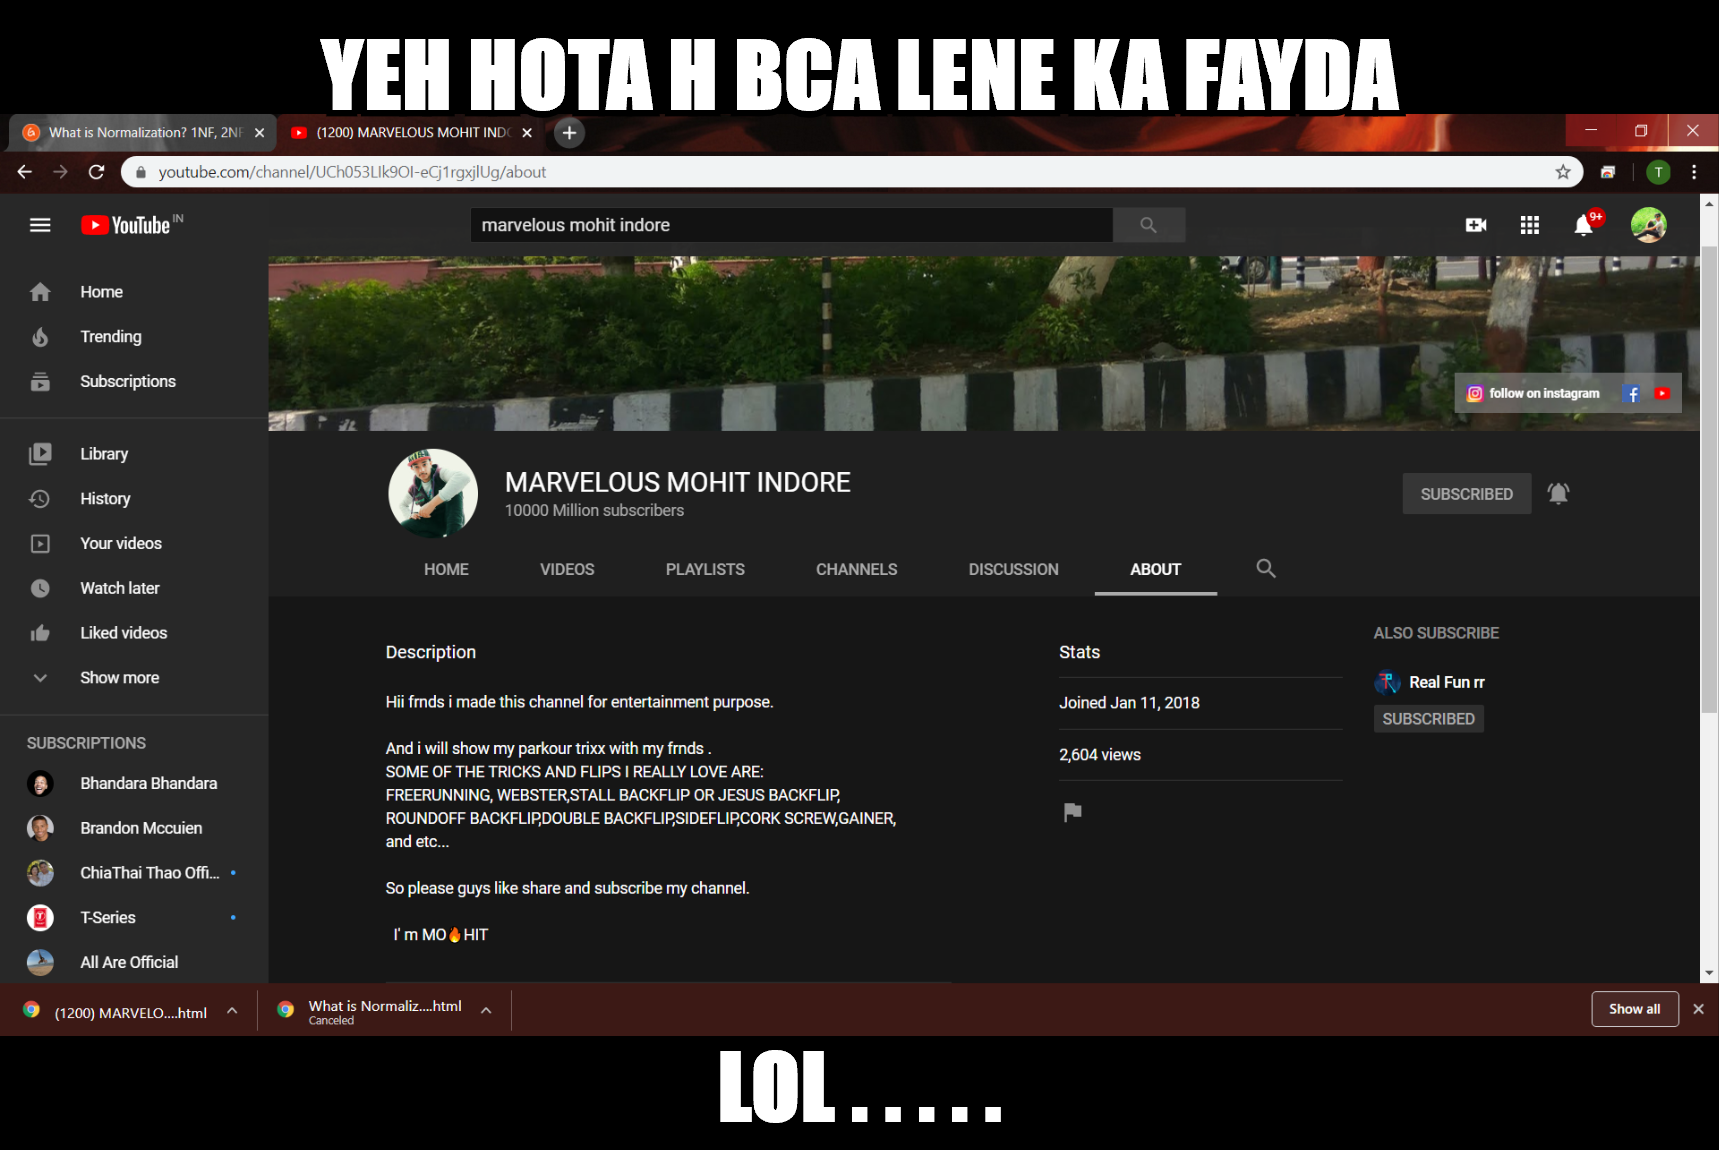 YEH HOTA H BCA LENE KA FAYDA
What is Normalization? 1NF, 2NF
(1200) MARVELOUS MOHIT INDO
youtube.com/channel/UCh053LIk9OI-eCj1rgxjlUg/about
T
YouTube IN
marvelous mohit indore
9+
Home
Trending
Subscriptions
Library
History
Your videos
Watch later
Liked videos
Show more
SUBSCRIPTIONS
Bhandara Bhandara
Brandon Mccuien
ChiaThai Thao Offi...
T-Series
All Are Official
follow on instagram
MARVELOUS MOHIT INDORE
10000 Million subscribers
SUBSCRIBED
HOME VIDEOS PLAYLISTS CHANNELS DISCUSSION ABOUT
Description
Hii frnds i made this channel for entertainment purpose.
And i will show my parkour trixx with my frnds .
SOME OF THE TRICKS AND FLIPS I REALLY LOVE ARE:
FREERUNNING, WEBSTER,STALL BACKFLIP OR JESUS BACKFLIP,
ROUNDOFF BACKFLIP,DOUBLE BACKFLIP,SIDEFLIP,CORK SCREW,GAINER,
and etc...
So please guys like share and subscribe my channel.
I' m MO🔥HIT
Stats
Joined Jan 11, 2018
2,604 views
ALSO SUBSCRIBE
Real Fun rr
SUBSCRIBED
(1200) MARVELO....html
What is Normaliz....html
Canceled
Show all
LOL . . . . .